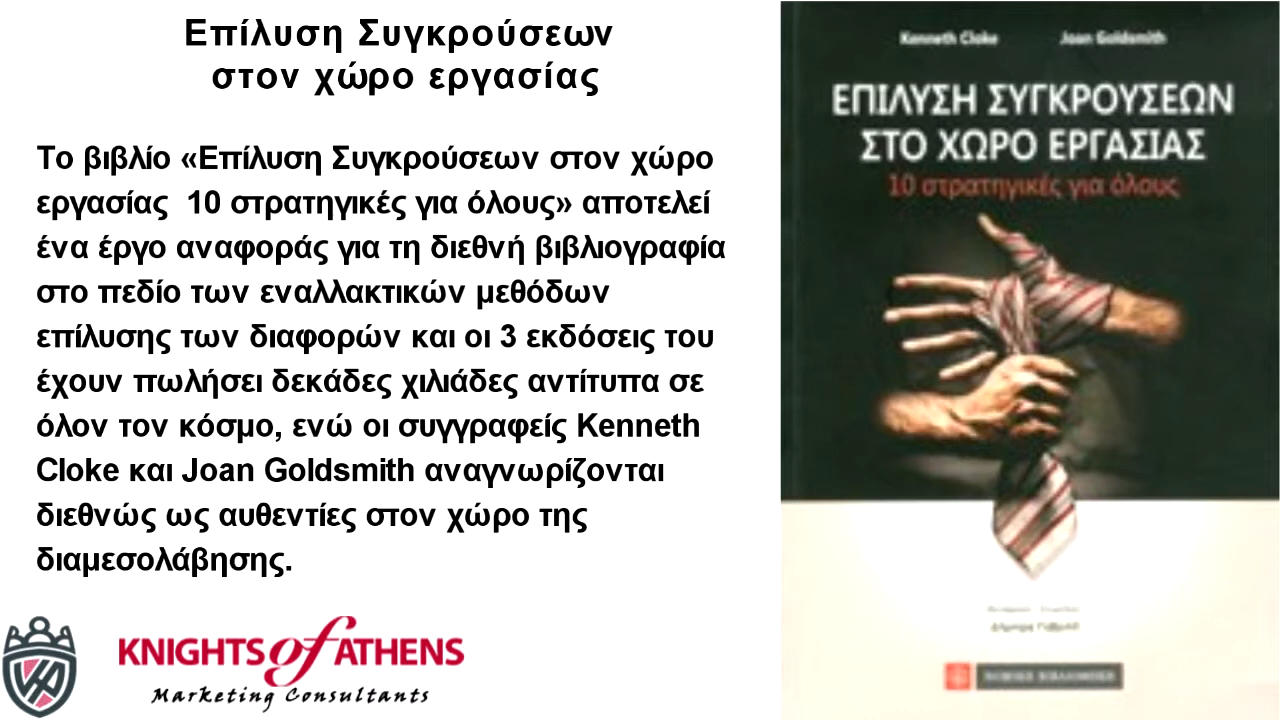 Επίλυση Συγκρούσεων
στον χώρο εργασίας
Το βιβλίο «Επίλυση Συγκρούσεων στον χώρο
εργασίας 10 στρατηγικές για όλους» αποτελεί
ένα έργο αναφοράς για τη διεθνή βιβλιογραφία
στο πεδίο των εναλλακτικών μεθόδων
επίλυσης των διαφορών και οι 3 εκδόσεις του
έχουν πωλήσει δεκάδες χιλιάδες αντίτυπα σε
όλον τον κόσμο, ενώ οι συγγραφείς Kenneth
Cloke και Joan Goldsmith αναγνωρίζονται
διεθνώς ως αυθεντίες στον χώρο της
διαμεσολάβησης.
KNIGHTS of ATHENS
Marketing Consultants
Kenneth Cloke Joan Goldsmith
ΕΠΙΛΥΣΗ ΣΥΓΚΡΟΥΣΕΩΝ
ΣΤΟ ΧΩΡΟ ΕΡΓΑΣΙΑΣ
10 στρατηγικές για όλους
ΝΟΜΙΚΗ ΒΙΒΛΙΟΘΗΚΗ